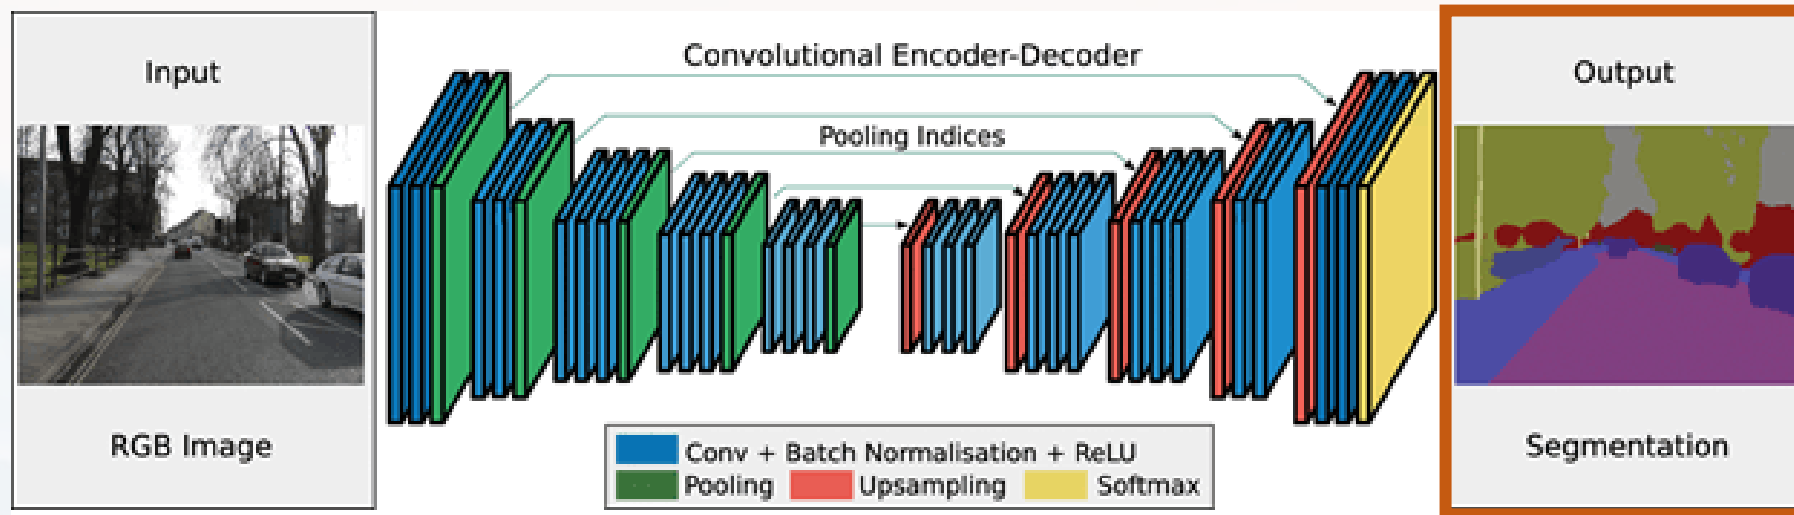 Input
RGB Image
Convolutional Encoder-Decoder
Pooling Indices
Conv + Batch Normalisation + ReLU
Pooling
Upsampling
Softmax
Output
Segmentation